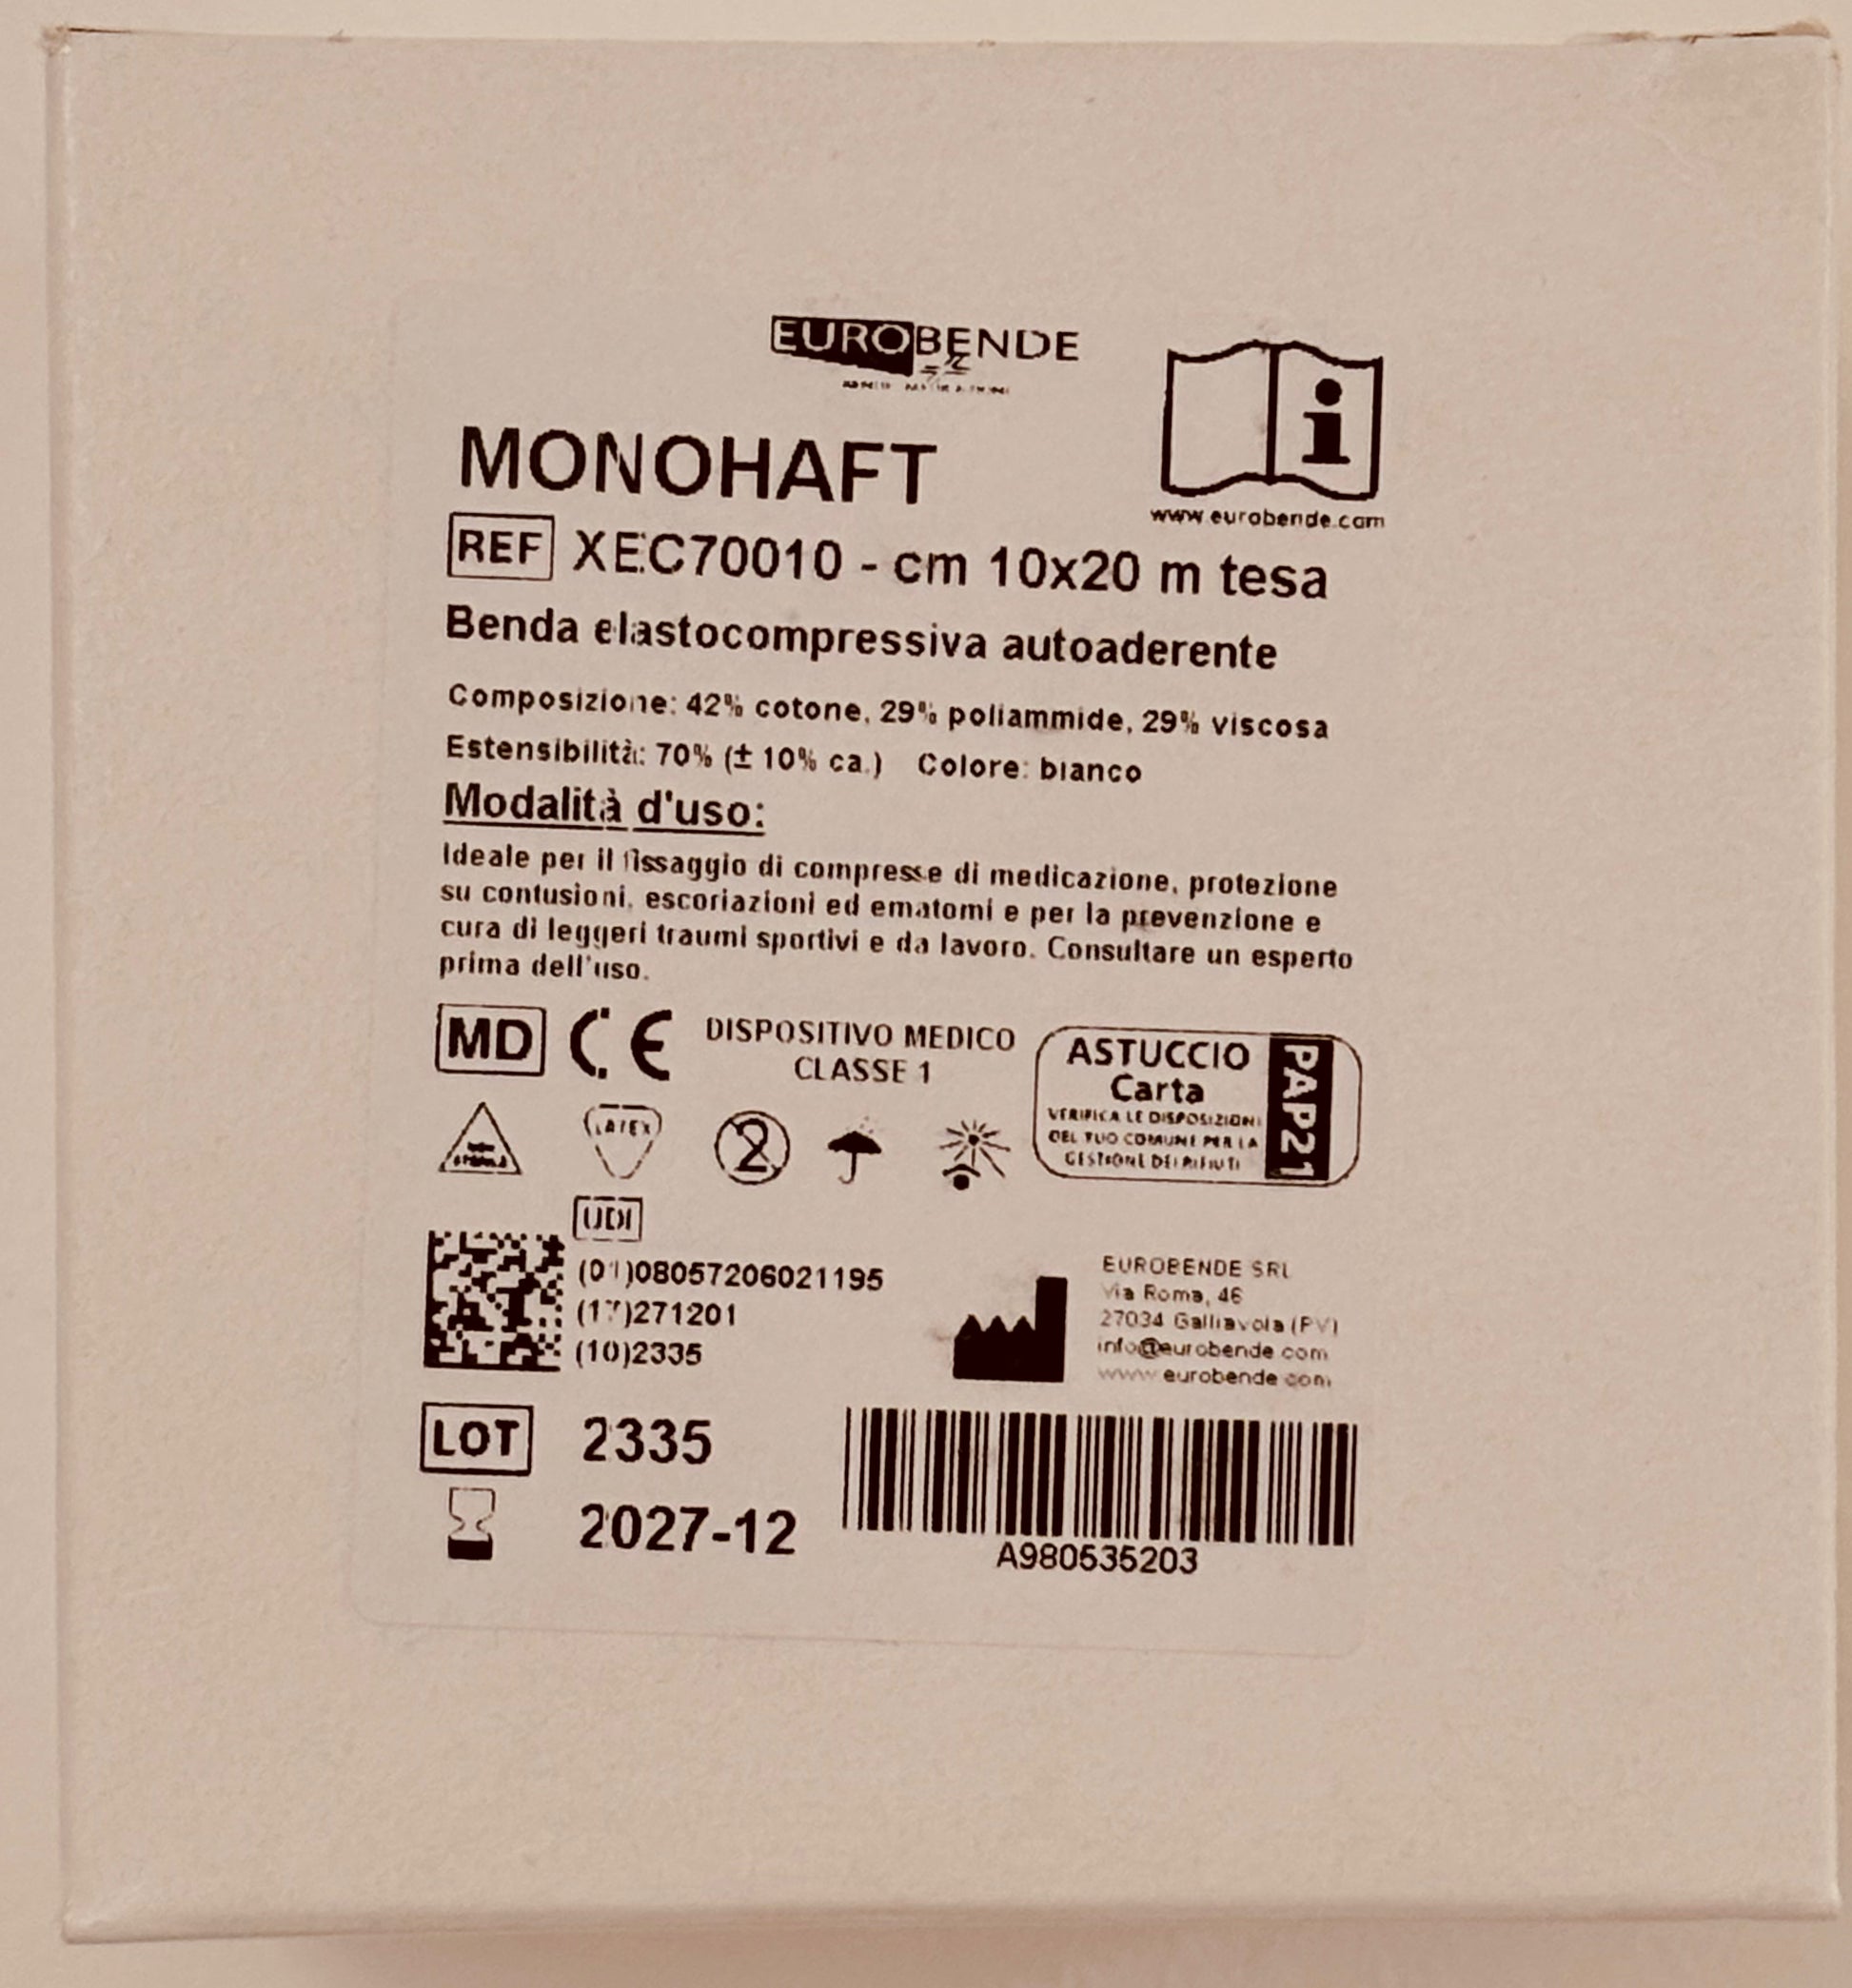 EUROBENDE
MONOHAFT
www.eurobende.com
REF XEC70010 - cm 10x20 m tesa
Benda elastocompressiva autoaderente
Composizione: 42% cotone, 29% poliammide, 29% viscosa
Estensibilità: 70% (± 10% ca.) Colore: bianco
Modalità d'uso:
Ideale per il fissaggio di compresse di medicazione, protezione
su contusioni, escoriazioni ed ematomi e per la prevenzione e
cura di leggeri traumi sportivi e da lavoro. Consultare un esperto
prima dell'uso.
MD CE DISPOSITIVO MEDICO
CLASSE 1
ASTUCCIO
Carta
VERIFICA LE DISPOSIZIONI
DEL TUO COMUNE PER LA
GESTIONE DEI RIFIUTI
PAP21
LATEX
2
UDI
(01)08057206021195
(17)271201
(10)2335
EUROBENDE SRL
Via Roma, 46
27034 Galliavola (PV)
info@eurobende.com
www.eurobende.com
LOT 2335
2027-12
A980535203